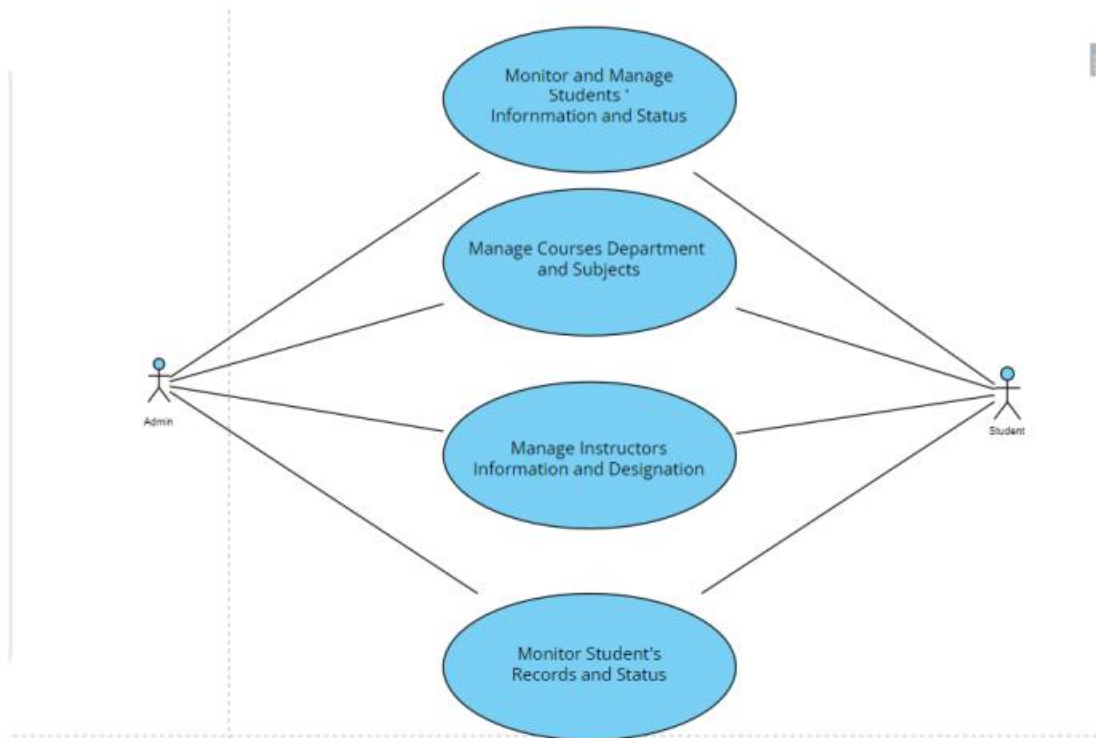 Monitor and Manage
Students '
Infornmation and Status
Manage Courses Department
and Subjects
Admin
Student
Manage Instructors
Information and Designation
Monitor Student's
Records and Status